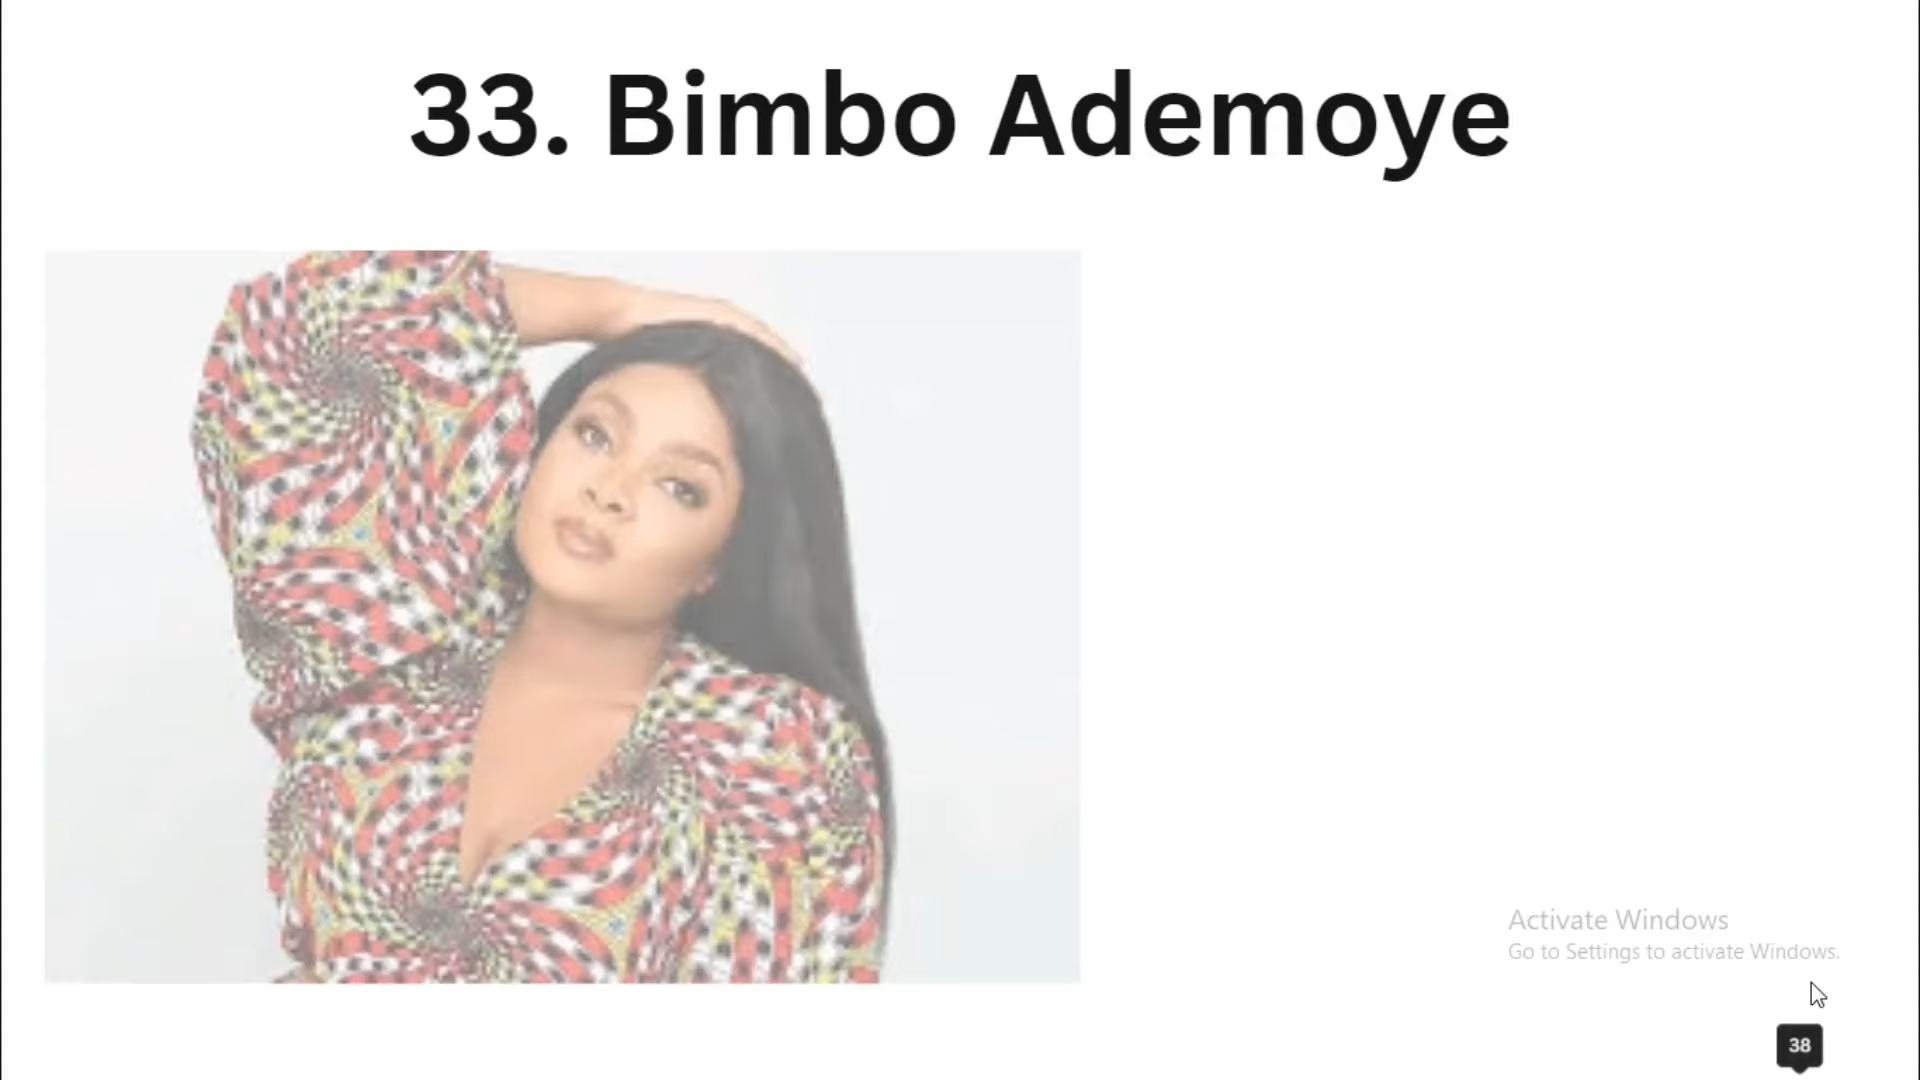 33. Bimbo Ademoye
Activate Windows
Go to Settings to activate Windows.
38